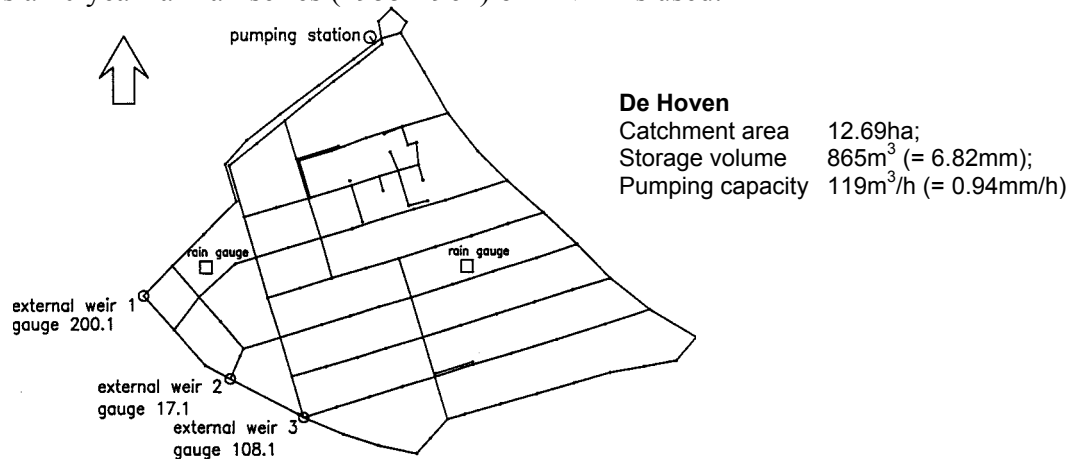 pumping station
De Hoven
Catchment area 12.69ha;
Storage volume 865m³ (= 6.82mm);
Pumping capacity 119m³/h (= 0.94mm/h)
rain gauge
rain gauge
external weir 1
gauge 200.1
external weir 2
gauge 17.1
external weir 3
gauge 108.1